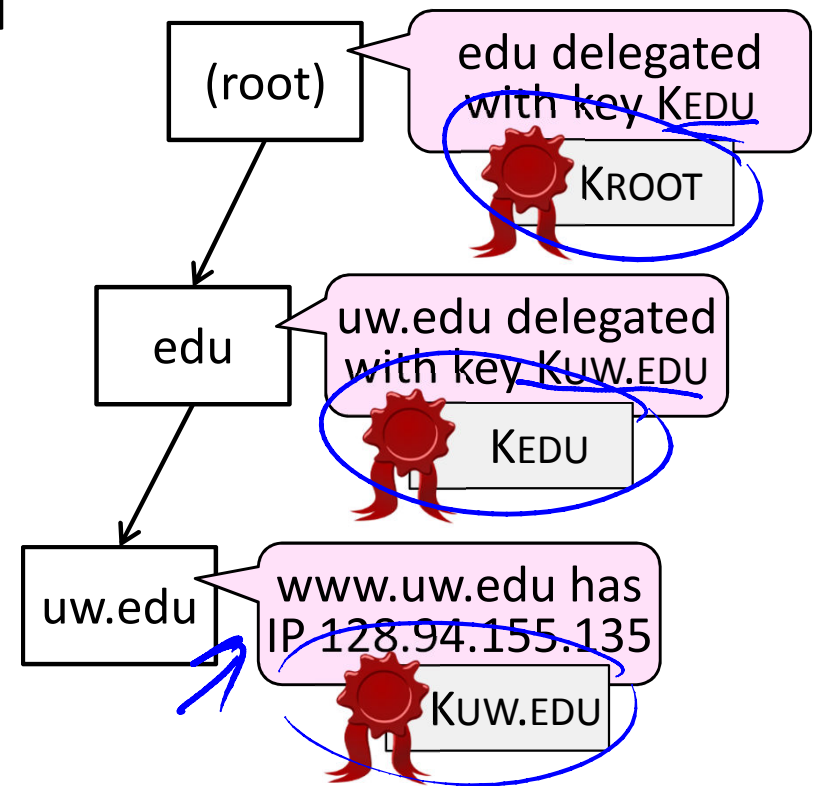 (root)
edu delegated
with key KEDU
KROOT
edu
uw.edu delegated
with key KUW.EDU
KEDU
uw.edu
www.uw.edu has
IP 128.94.155.135
KUW.EDU